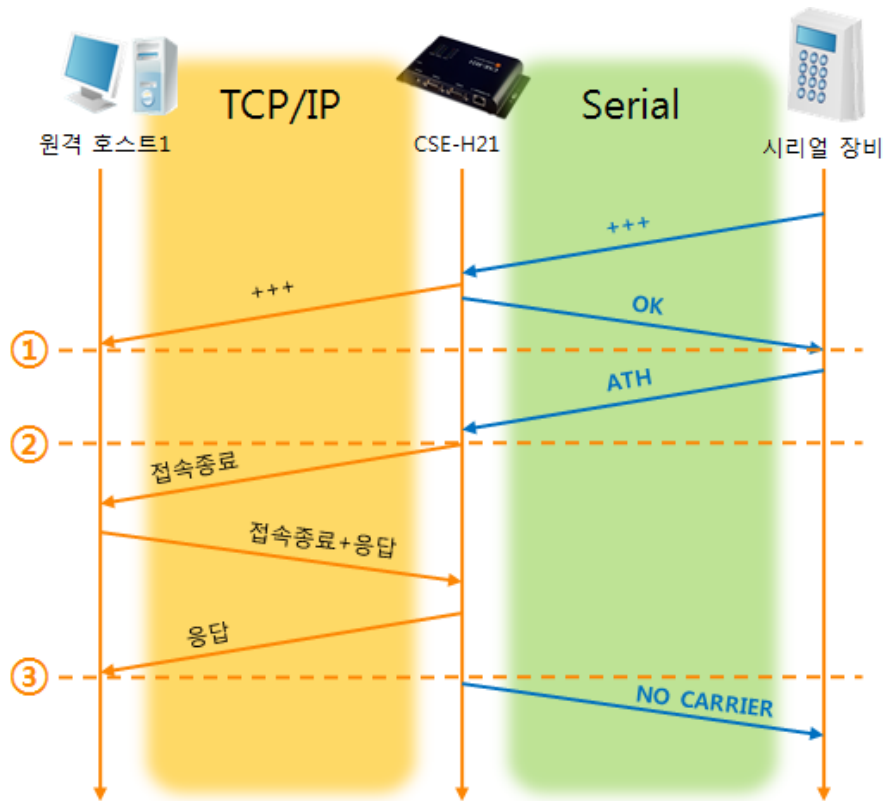 TCP/IP
Serial
원격 호스트1
CSE-H21
시리얼 장비
+++
+++
OK
①
ATH
②
접속종료
접속종료+응답
응답
③
NO CARRIER